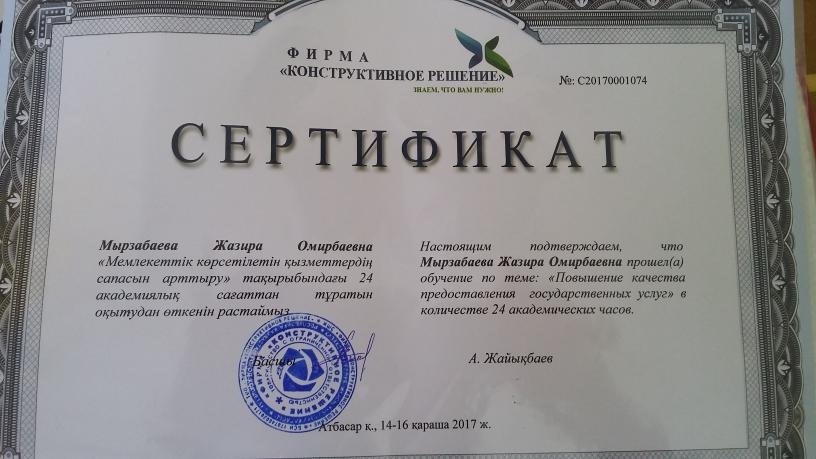 ФИРМА
«КОНСТРУКТИВНОЕ РЕШЕНИЕ»
ЗНАЕМ, ЧТО ВАМ НУЖНО!
№: С20170001074
СЕРТИФИКАТ
Мырзабаева Жазира Омирбаевна
«Мемлекеттік көрсетілетін қызметтердің
сапасын арттыру» тақырыбындағы 24
академиялық сағаттан тұратын
оқытудан өткенін растаймыз
Настоящим подтверждаем, что
Мырзабаева Жазира Омирбаевна прошел(а)
обучение по теме: «Повышение качества
предоставления государственных услуг» в
количестве 24 академических часов.
Басшы
А. Жайықбаев
КОНСТРУКТИВНОЕ РЕШЕНИЕ
Атбасар қ., 14-16 қараша 2017 ж.